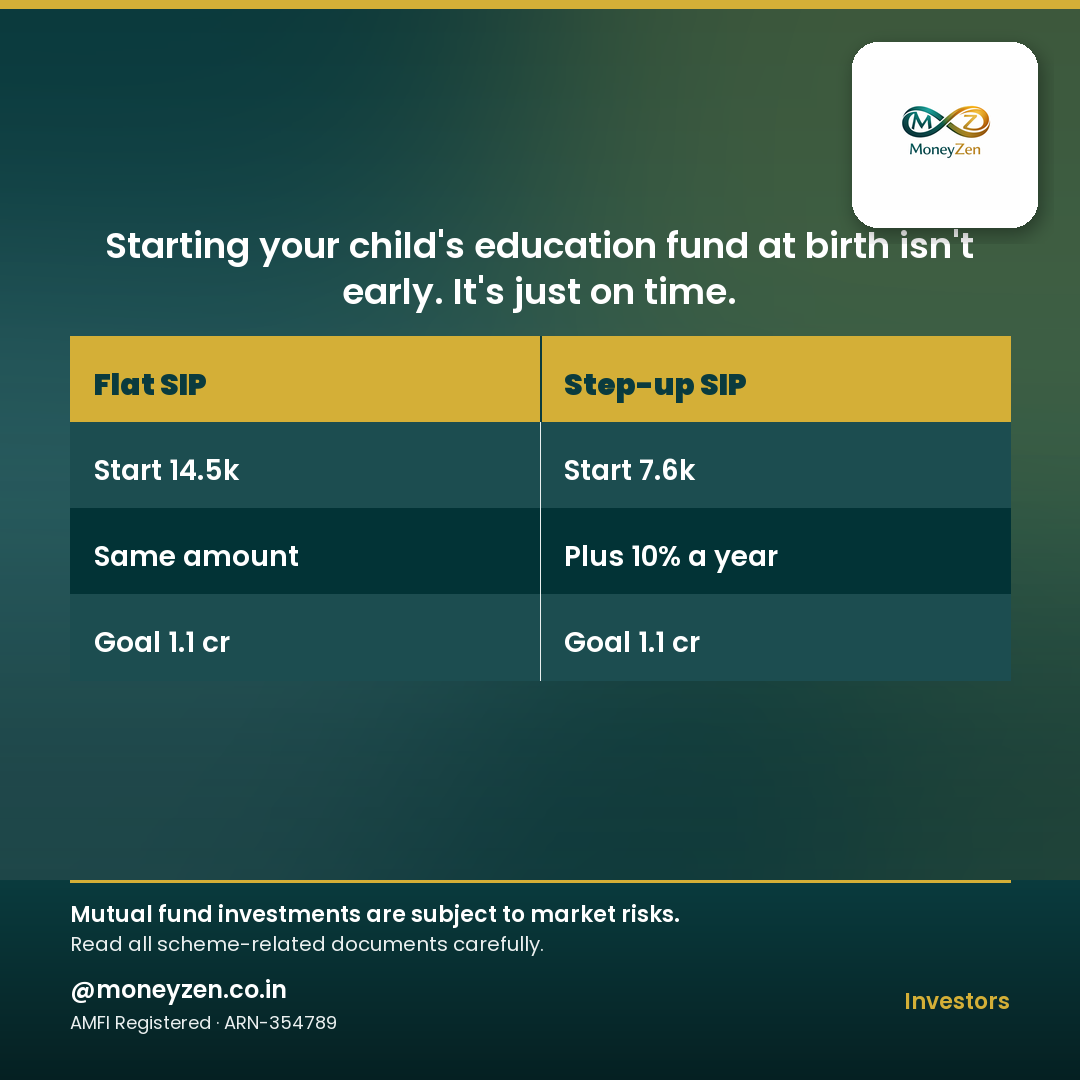 MZ
MoneyZen
Starting your child's education fund at birth isn't
early. It's just on time.
Flat SIP
Step-up SIP
Start 14.5k
Start 7.6k
Same amount
Plus 10% a year
Goal 1.1 cr
Goal 1.1 cr
Mutual fund investments are subject to market risks.
Read all scheme-related documents carefully.
@moneyzen.co.in
AMFI Registered · ARN-354789
Investors